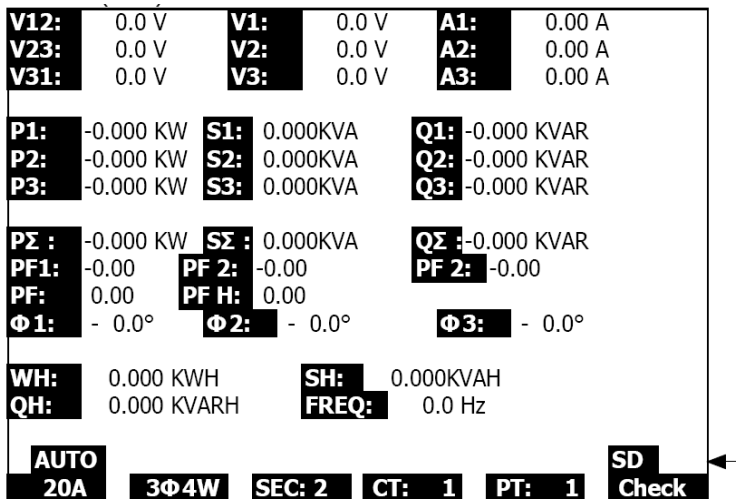 V12: 0.0 V V1: 0.0 V A1: 0.00 A
V23: 0.0 V V2: 0.0 V A2: 0.00 A
V31: 0.0 V V3: 0.0 V A3: 0.00 A
P1: -0.000 KW S1: 0.000KVA Q1: -0.000 KVAR
P2: -0.000 KW S2: 0.000KVA Q2: -0.000 KVAR
P3: -0.000 KW S3: 0.000KVA Q3: -0.000 KVAR
PΣ : -0.000 KW SΣ : 0.000KVA QΣ :-0.000 KVAR
PF1: -0.00 PF 2: -0.00 PF 2: -0.00
PF: 0.00 PF H: 0.00
Φ1: - 0.0° Φ2: - 0.0° Φ3: - 0.0°
WH: 0.000 KWH SH: 0.000KVAH
QH: 0.000 KVARH FREQ: 0.0 Hz
AUTO SD
20A 3Φ4W SEC: 2 CT: 1 PT: 1 Check